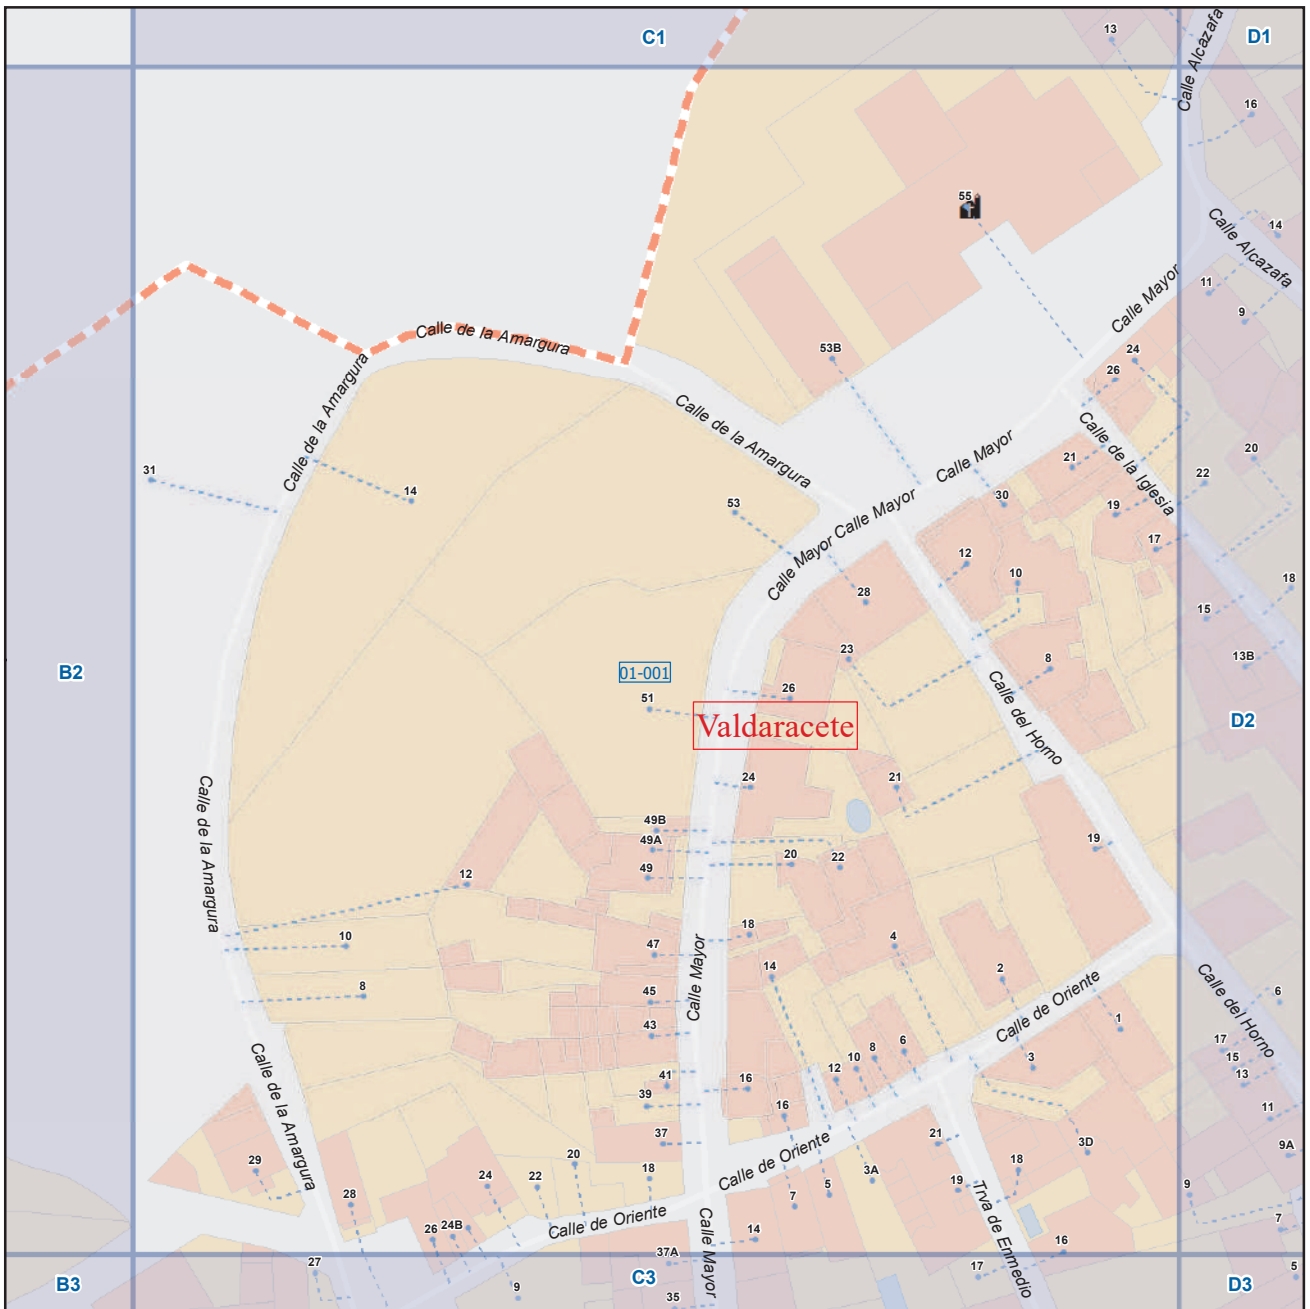 C1
D1
13
Calle Alcazafa
16
55
14
Calle Alcazafa
11
9
Calle Mayor
Calle de la Amargura
53B
24
26
Calle de la Amargura
Calle de la Amargura
Calle de la Iglesia
31
14
Calle Mayor
21
20
22
53
Calle Mayor
30
19
Calle Mayor
17
12
10
28
18
15
23
8
13B
01-001
B2
51
26
Calle del Horno
Valdaracete
D2
24
21
Calle de la Amargura
49B
49A
49
20
22
19
12
10
18
47
4
14
2
8
45
Calle Mayor
Calle de Oriente
Calle del Horno
6
43
1
17
15
13
Calle de la Amargura
41
16
12
10
8
6
3
39
16
11
37
21
3D
9A
29
20
18
Calle de Oriente
3A
18
24
22
19
9
28
7
5
Trva de Enmedio
Calle de Oriente
Calle Mayor
7
26
24B
14
16
37A
27
17
5
B3
9
C3
35
D3